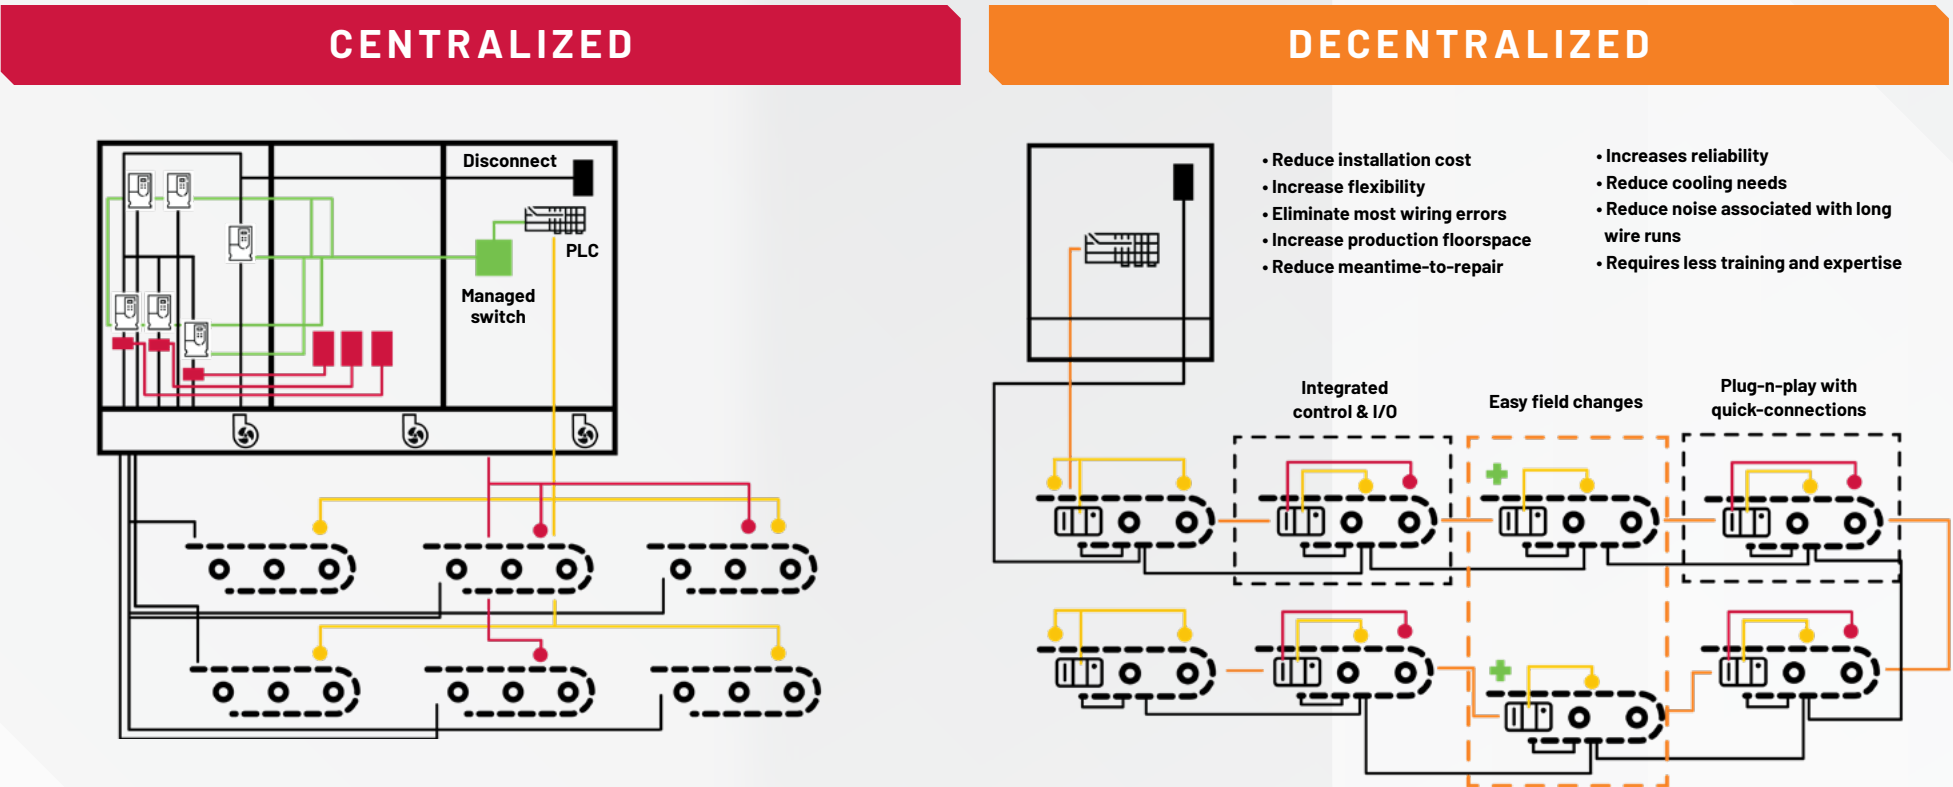 CENTRALIZED
Disconnect
PLC
Managed
switch
DECENTRALIZED
• Reduce installation cost
• Increase flexibility
• Eliminate most wiring errors
• Increase production floorspace
• Reduce meantime-to-repair
• Increases reliability
• Reduce cooling needs
• Reduce noise associated with long
wire runs
• Requires less training and expertise
Integrated
control & I/O
Easy field changes
Plug-n-play with
quick-connections